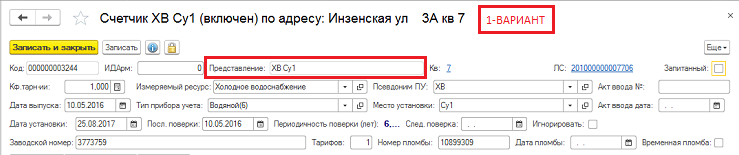 Счетчик ХВ Су1 (включен) по адресу: Инзенская ул 3А кв 7 1-ВАРИАНТ
Записать и закрыть Записать Еще
Код: 000000003244 ИДАрм: 0 Представление: ХВ Су1 Кв: 7 ЛС: 201000000007706 Запитанный:
Кф.тарн-ии: 1,000 Измеряемый ресурс: Холодное водоснабжение Псевдоним ПУ: ХВ Акт ввода №:
Дата выпуска: 10.05.2016 Тип прибора учета: Водяной(6) Место установки: Су1 Акт ввода дата: . .
Дата установки: 25.08.2017 Посл. поверки: 10.05.2016 Периодичность поверки (лет): 6,... След. поверка: . . Игнорировать:
Заводской номер: 3773759 Тарифов: 1 Номер пломбы: 10899309 Дата пломбы: . . Временная пломба: